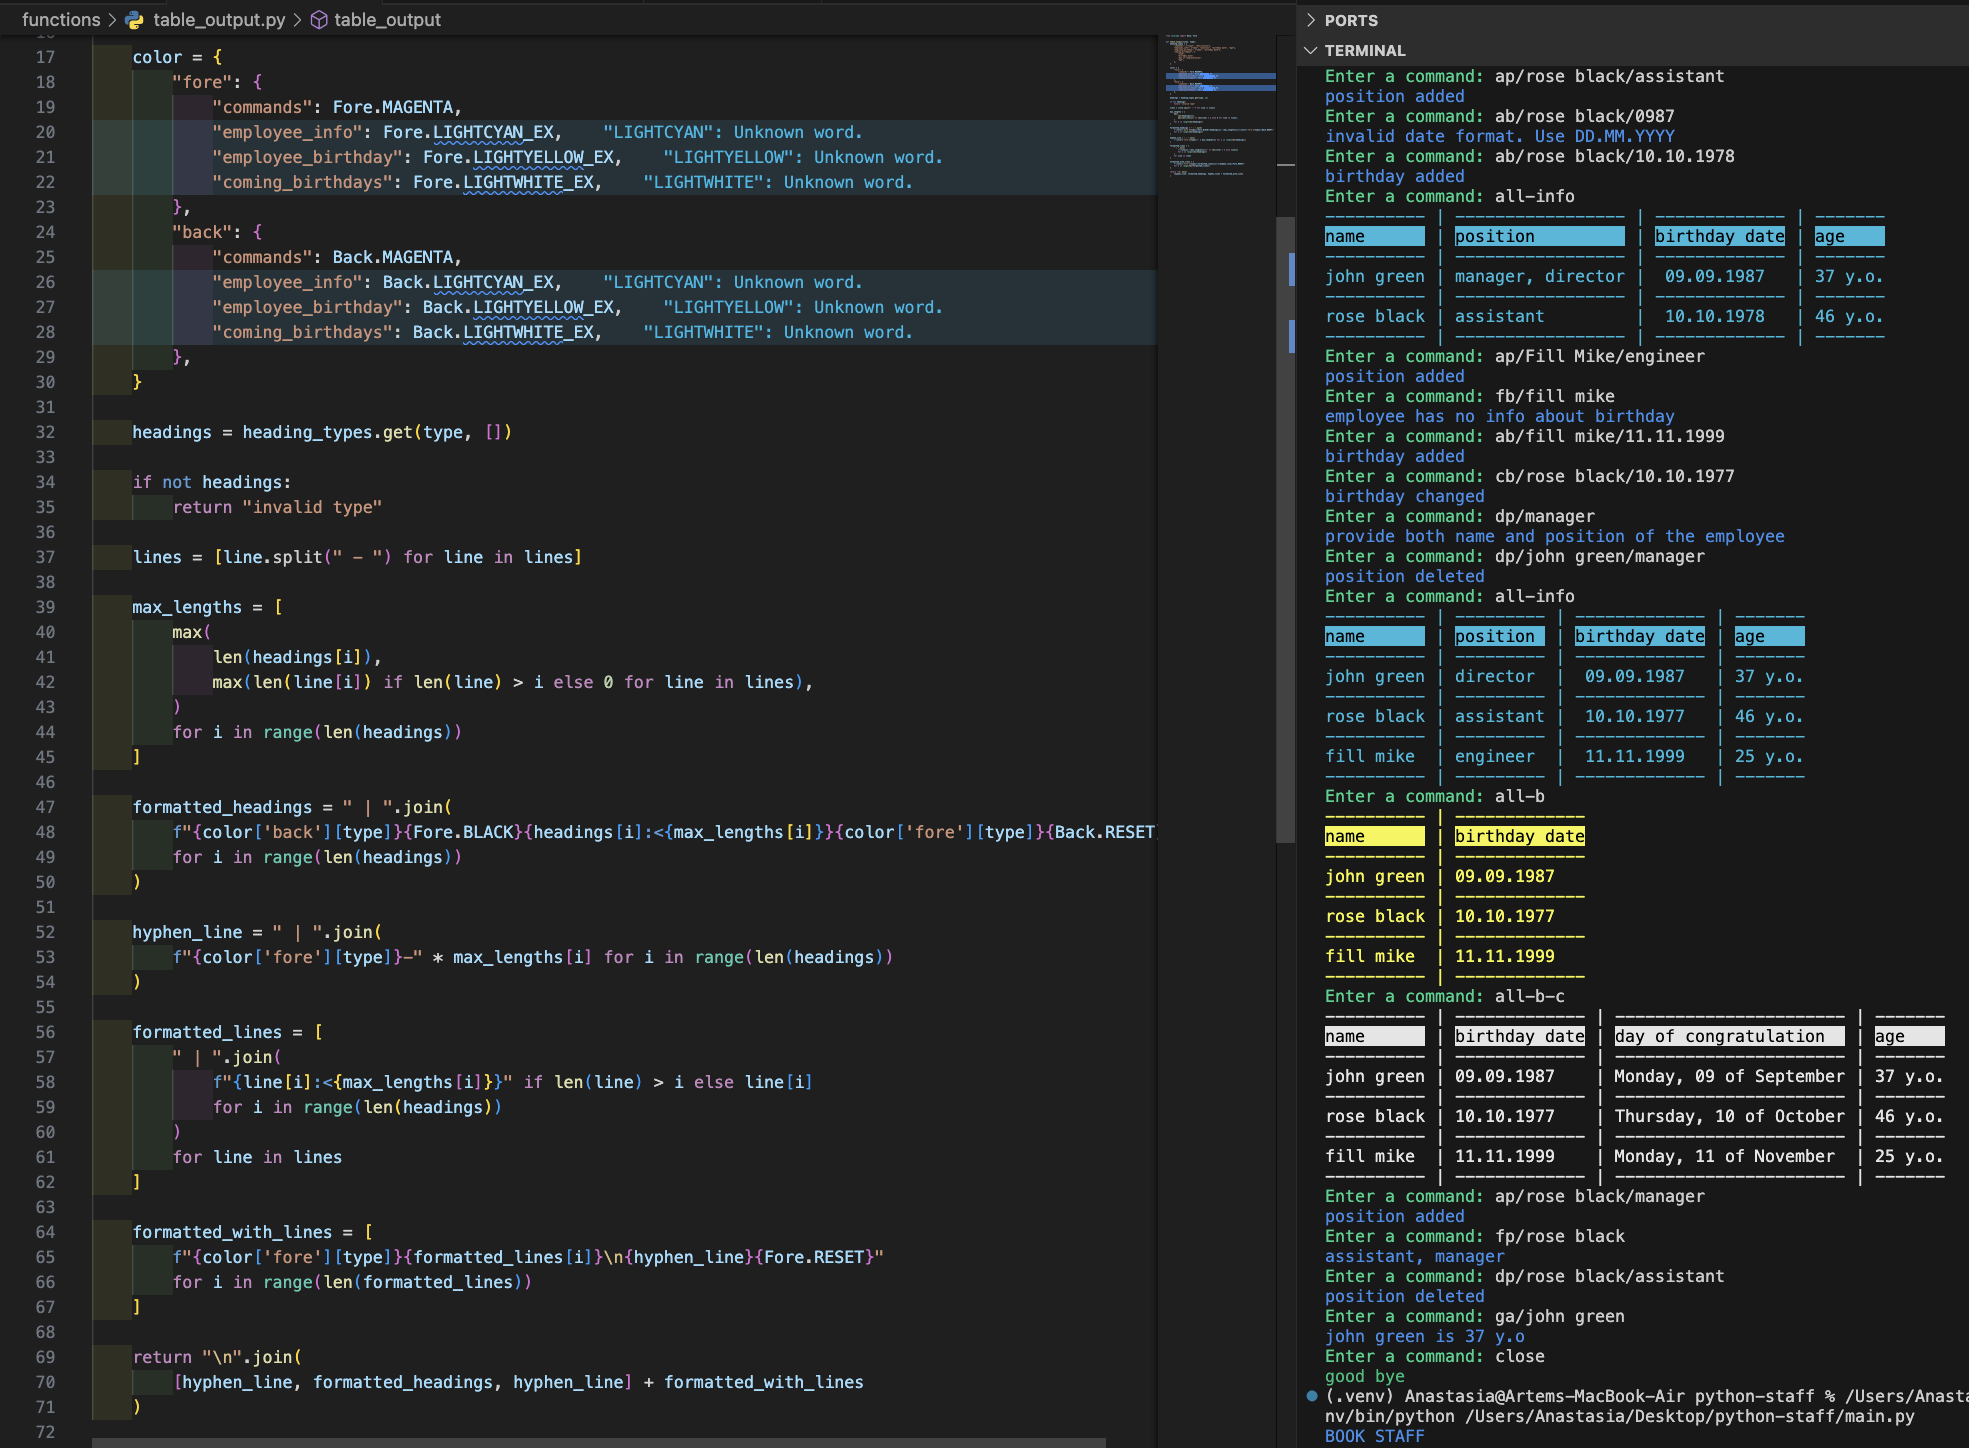 functions > table_output.py > table_output
17 color = {
18 "fore": {
19 "commands": Fore.MAGENTA,
20 "employee_info": Fore.LIGHTCYAN_EX, "LIGHTCYAN": Unknown word.
21 "employee_birthday": Fore.LIGHTYELLOW_EX, "LIGHTYELLOW": Unknown word.
22 "coming_birthdays": Fore.LIGHTWHITE_EX, "LIGHTWHITE": Unknown word.
23 },
24 "back": {
25 "commands": Back.MAGENTA,
26 "employee_info": Back.LIGHTCYAN_EX, "LIGHTCYAN": Unknown word.
27 "employee_birthday": Back.LIGHTYELLOW_EX, "LIGHTYELLOW": Unknown word.
28 "coming_birthdays": Back.LIGHTWHITE_EX, "LIGHTWHITE": Unknown word.
29 },
30 }
31
32 headings = heading_types.get(type, [])
33
34 if not headings:
35 return "invalid type"
36
37 lines = [line.split(" - ") for line in lines]
38
39 max_lengths = [
40 max(
41 len(headings[i]),
42 max(len(line[i]) if len(line) > i else 0 for line in lines),
43 )
44 for i in range(len(headings))
45 ]
46
47 formatted_headings = " | ".join(
48 f"{color['back'][type]}{Fore.BLACK}{headings[i]:<{max_lengths[i]}}{color['fore'][type]}{Back.RESET
49 for i in range(len(headings))
50 )
51
52 hyphen_line = " | ".join(
53 f"{color['fore'][type]}-" * max_lengths[i] for i in range(len(headings))
54 )
55
56 formatted_lines = [
57 " | ".join(
58 f"{line[i]:<{max_lengths[i]}}" if len(line) > i else line[i]
59 for i in range(len(headings))
60 )
61 for line in lines
62 ]
63
64 formatted_with_lines = [
65 f"{color['fore'][type]}{formatted_lines[i]}\n{hyphen_line}{Fore.RESET}"
66 for i in range(len(formatted_lines))
67 ]
68
69 return "\n".join(
70 [hyphen_line, formatted_headings, hyphen_line] + formatted_with_lines
71 )
72
PORTS
TERMINAL
Enter a command: ap/rose black/assistant
position added
Enter a command: ab/rose black/0987
invalid date format. Use DD.MM.YYYY
Enter a command: ab/rose black/10.10.1978
birthday added
Enter a command: all-info
---------- | ----------------- | ------------- | -------
name | position | birthday date | age
---------- | ----------------- | ------------- | -------
john green | manager, director | 09.09.1987 | 37 y.o.
---------- | ----------------- | ------------- | -------
rose black | assistant | 10.10.1978 | 46 y.o.
---------- | ----------------- | ------------- | -------
Enter a command: ap/Fill Mike/engineer
position added
Enter a command: fb/fill mike
employee has no info about birthday
Enter a command: ab/fill mike/11.11.1999
birthday added
Enter a command: cb/rose black/10.10.1977
birthday changed
Enter a command: dp/manager
provide both name and position of the employee
Enter a command: dp/john green/manager
position deleted
Enter a command: all-info
---------- | --------- | ------------- | -------
name | position | birthday date | age
---------- | --------- | ------------- | -------
john green | director | 09.09.1987 | 37 y.o.
---------- | --------- | ------------- | -------
rose black | assistant | 10.10.1977 | 46 y.o.
---------- | --------- | ------------- | -------
fill mike | engineer | 11.11.1999 | 25 y.o.
---------- | --------- | ------------- | -------
Enter a command: all-b
---------- | -------------
name | birthday date
---------- | -------------
john green | 09.09.1987
---------- | -------------
rose black | 10.10.1977
---------- | -------------
fill mike | 11.11.1999
---------- | -------------
Enter a command: all-b-c
---------- | ------------- | ----------------------- | -------
name | birthday date | day of congratulation | age
---------- | ------------- | ----------------------- | -------
john green | 09.09.1987 | Monday, 09 of September | 37 y.o.
---------- | ------------- | ----------------------- | -------
rose black | 10.10.1977 | Thursday, 10 of October | 46 y.o.
---------- | ------------- | ----------------------- | -------
fill mike | 11.11.1999 | Monday, 11 of November | 25 y.o.
---------- | ------------- | ----------------------- | -------
Enter a command: ap/rose black/manager
position added
Enter a command: fp/rose black
assistant, manager
Enter a command: dp/rose black/assistant
position deleted
Enter a command: ga/john green
john green is 37 y.o
Enter a command: close
good bye
(.venv) Anastasia@Artems-MacBook-Air python-staff % /Users/Anasta
nv/bin/python /Users/Anastasia/Desktop/python-staff/main.py
BOOK STAFF